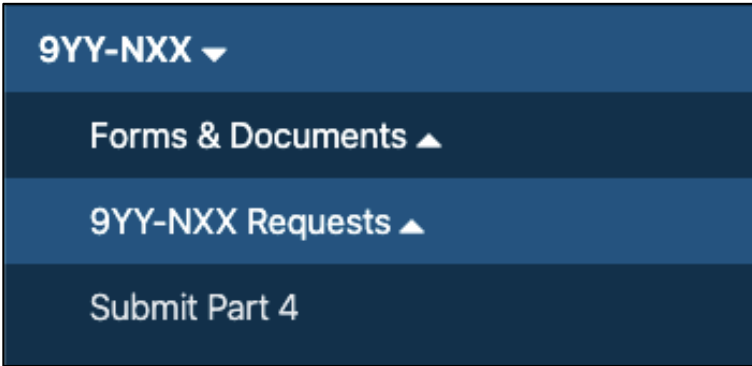 9YY-NXX
Forms & Documents
9YY-NXX Requests
Submit Part 4